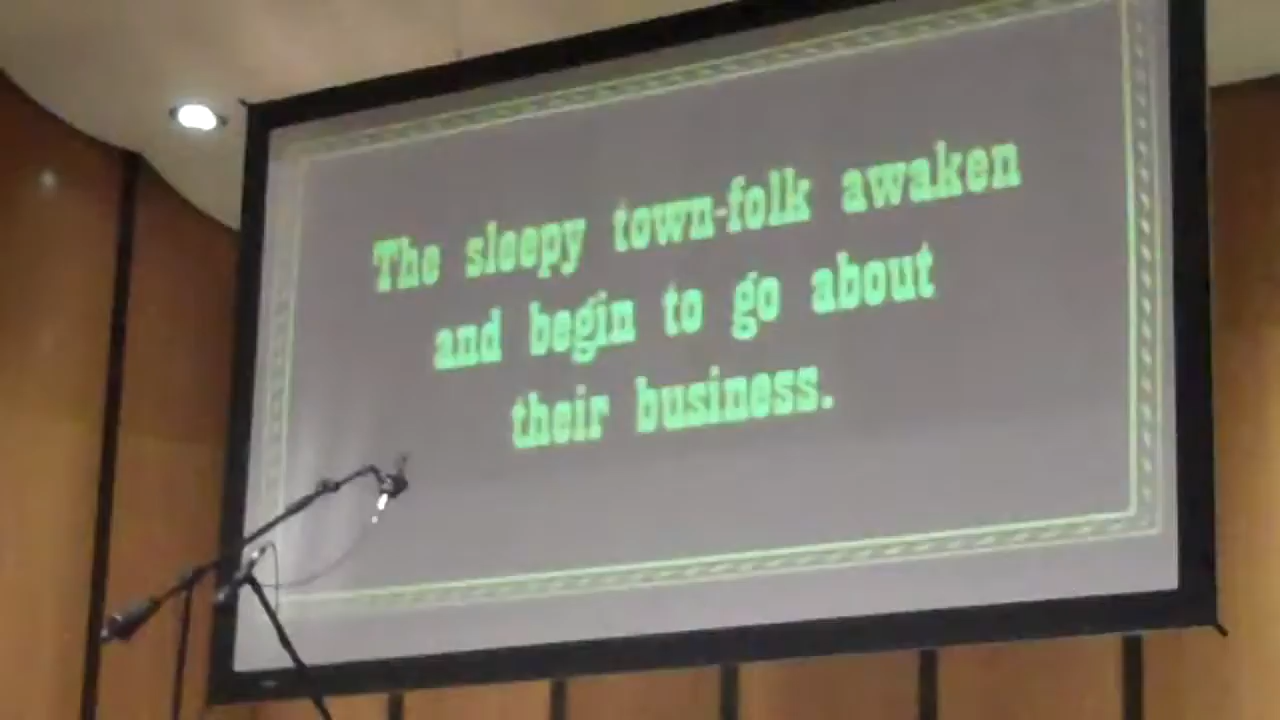 The sleepy town-folk awaken
and begin to go about
their business.